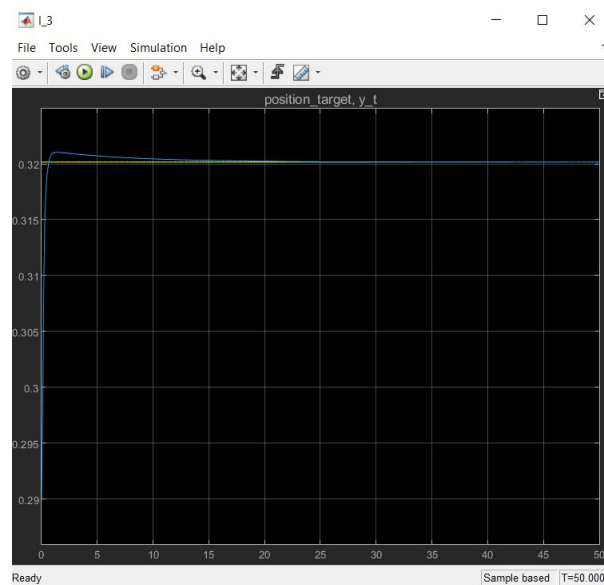 l_3
File Tools View Simulation Help
position_target, y_t
0.32
0.315
0.31
0.305
0.3
0.295
0.29
0 5 10 15 20 25 30 35 40 45 50
Ready Sample based T=50.000